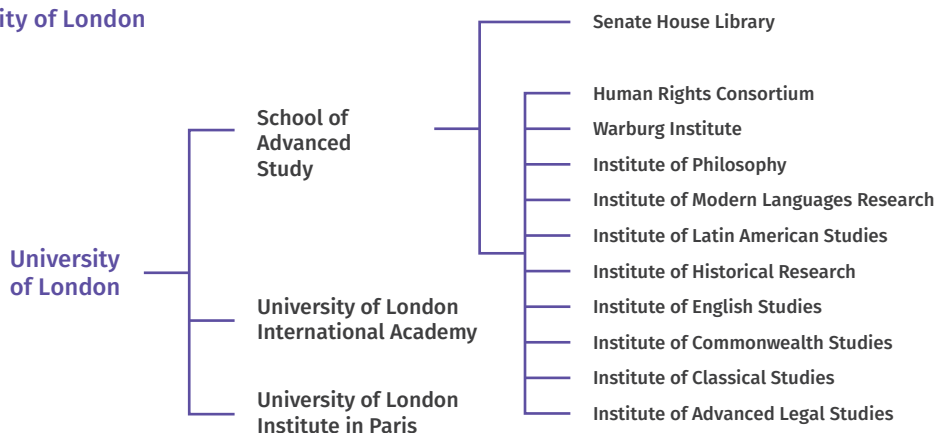 ity of London
University
of London
School of
Advanced
Study
University of London
International Academy
University of London
Institute in Paris
Senate House Library
Human Rights Consortium
Warburg Institute
Institute of Philosophy
Institute of Modern Languages Research
Institute of Latin American Studies
Institute of Historical Research
Institute of English Studies
Institute of Commonwealth Studies
Institute of Classical Studies
Institute of Advanced Legal Studies